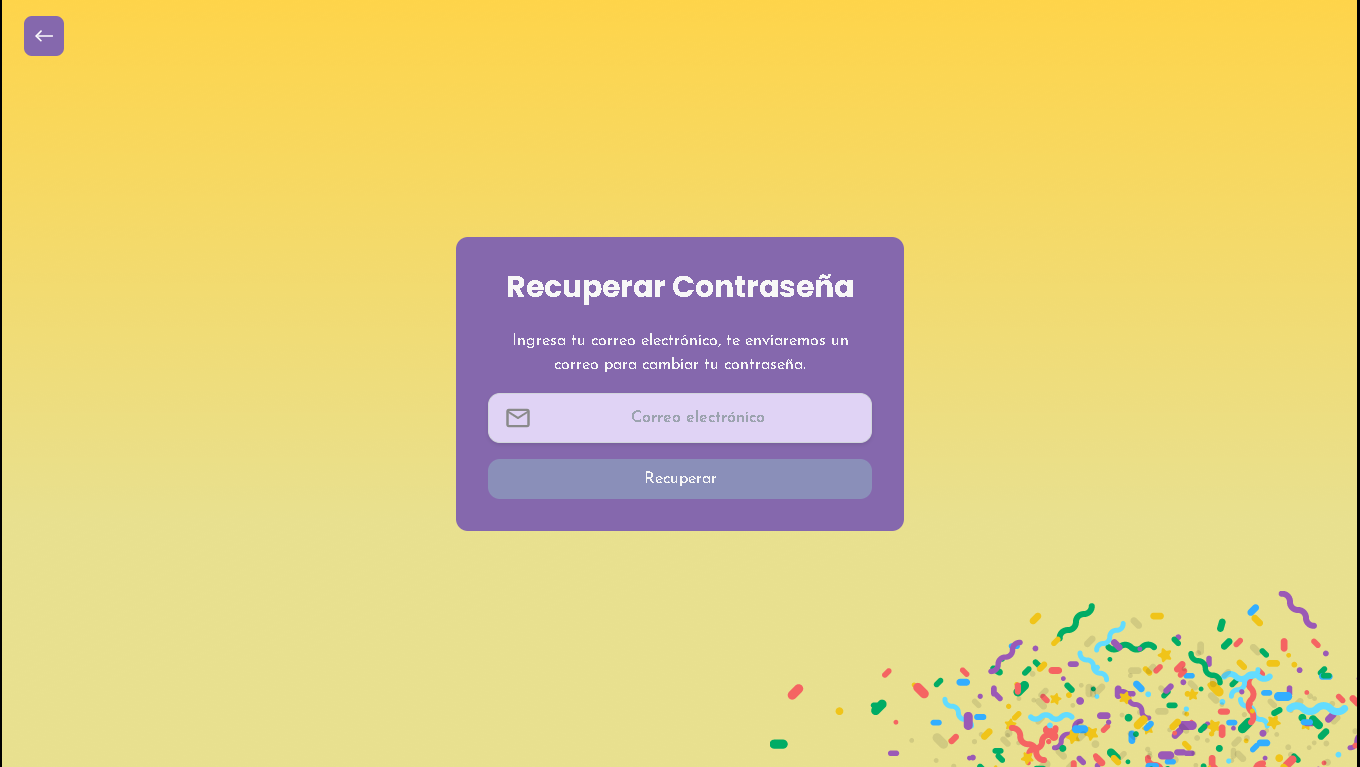 Recuperar Contraseña
Ingresa tu correo electrónico, te enviaremos un
correo para cambiar tu contraseña.
Correo electrónico
Recuperar